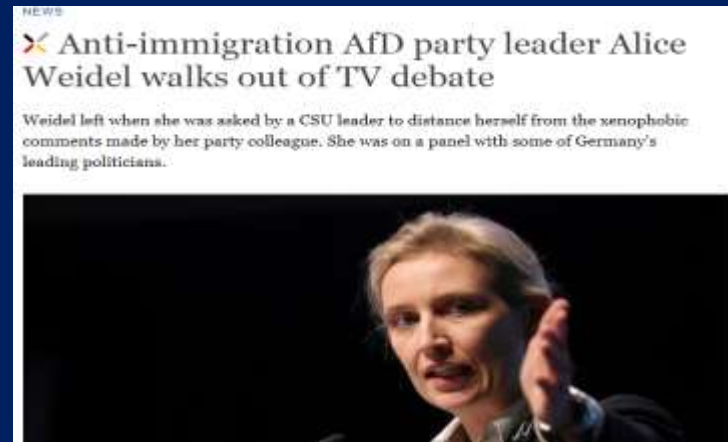 NEWS
Anti-immigration AfD party leader Alice
Weidel walks out of TV debate
Weidel left when she was asked by a CSU leader to distance herself from the xenophobic
comments made by her party colleague. She was on a panel with some of Germany's
leading politicians.